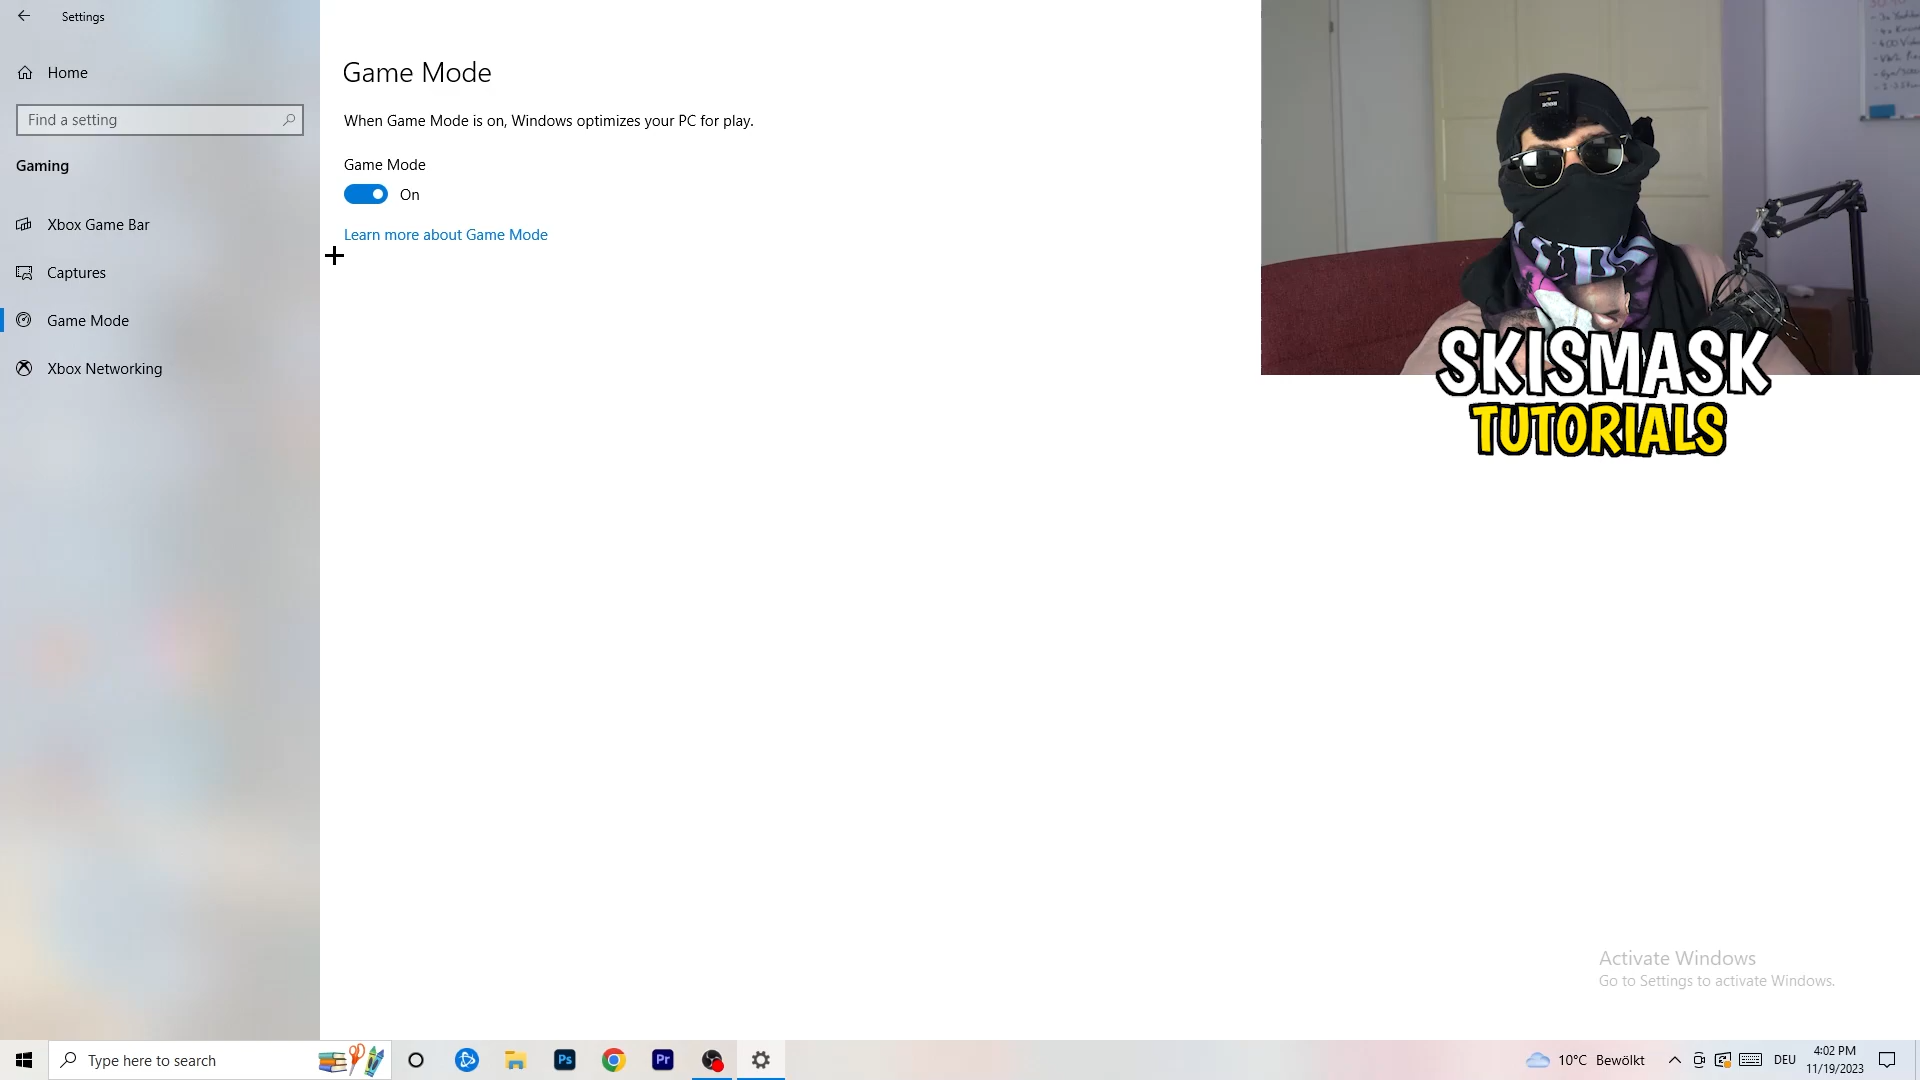 Settings
Home
Find a setting
Gaming
Xbox Game Bar
Captures
Game Mode
Xbox Networking
Game Mode
When Game Mode is on, Windows optimizes your PC for play.
Game Mode
On
Learn more about Game Mode
SKISMASK
TUTORIALS
Activate Windows
Go to Settings to activate Windows.
Type here to search
Ps
Pr
10°C Bewölkt
DEU
4:02 PM
11/19/2023